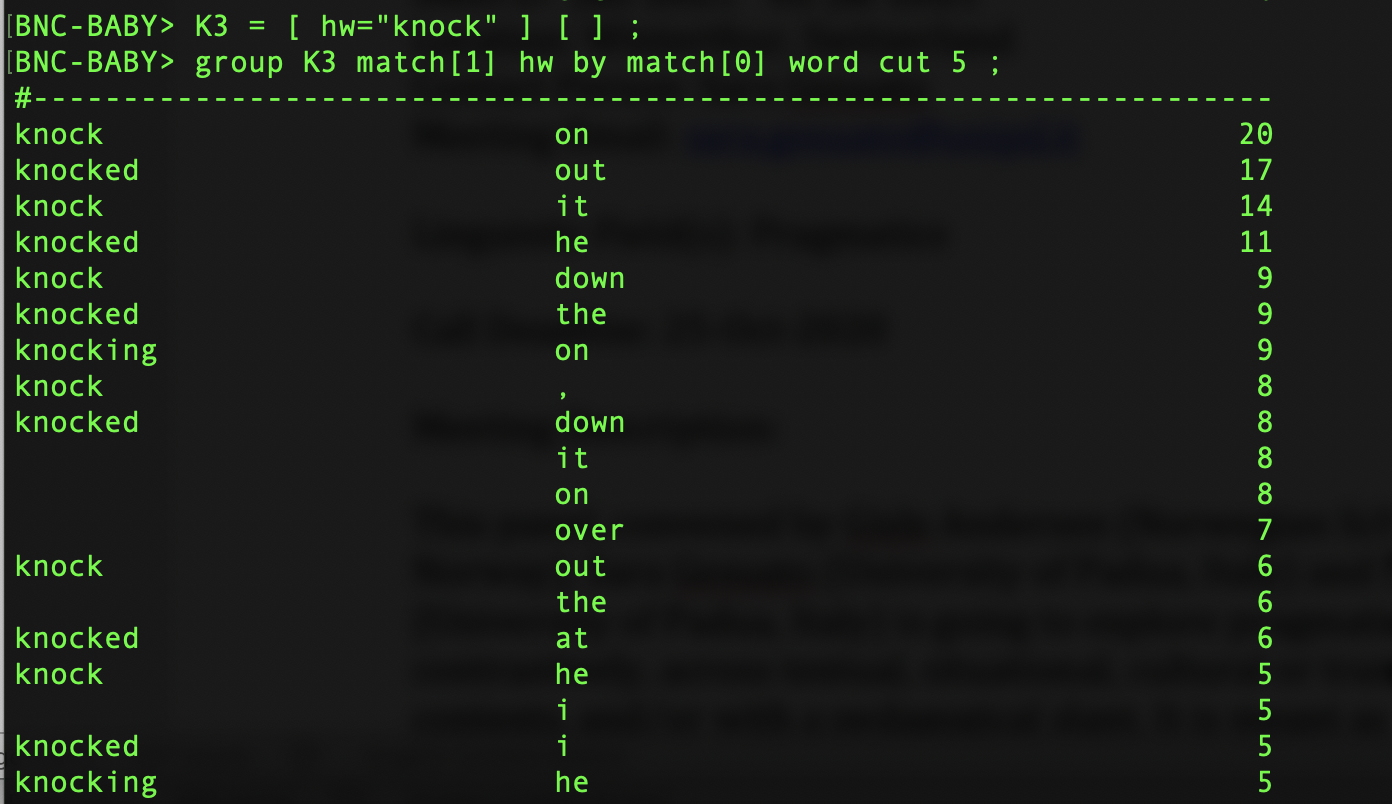 [BNC-BABY> K3 = [ hw="knock" ] [ ] ;
[BNC-BABY> group K3 match[1] hw by match[0] word cut 5 ;
#---------------------------------------------------------------------
knock on 20
knocked out 17
knock it 14
knocked he 11
knock down 9
knocked the 9
knocking on 9
knock , 8
knocked down 8
it 8
on 8
over 7
knock out 6
the 6
knocked at 6
knock he 5
i 5
knocked i 5
knocking he 5